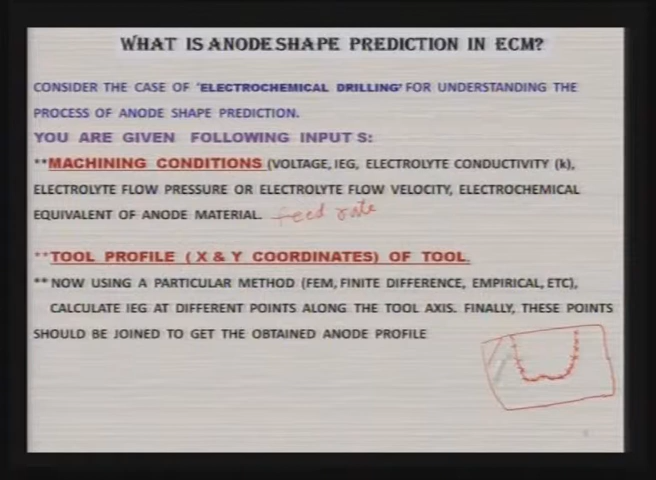 WHAT IS ANODE SHAPE PREDICTION IN ECM?
CONSIDER THE CASE OF 'ELECTROCHEMICAL DRILLING' FOR UNDERSTANDING THE
PROCESS OF ANODE SHAPE PREDICTION.
YOU ARE GIVEN FOLLOWING INPUT S:
**MACHINING CONDITIONS (VOLTAGE, IEG, ELECTROLYTE CONDUCTIVITY (k),
ELECTROLYTE FLOW PRESSURE OR ELECTROLYTE FLOW VELOCITY, ELECTROCHEMICAL
EQUIVALENT OF ANODE MATERIAL. feed rate
**TOOL PROFILE ( X & Y COORDINATES) OF TOOL.
** NOW USING A PARTICULAR METHOD (FEM, FINITE DIFFERENCE, EMPIRICAL, ETC),
CALCULATE IEG AT DIFFERENT POINTS ALONG THE TOOL AXIS. FINALLY, THESE POINTS
SHOULD BE JOINED TO GET THE OBTAINED ANODE PROFILE